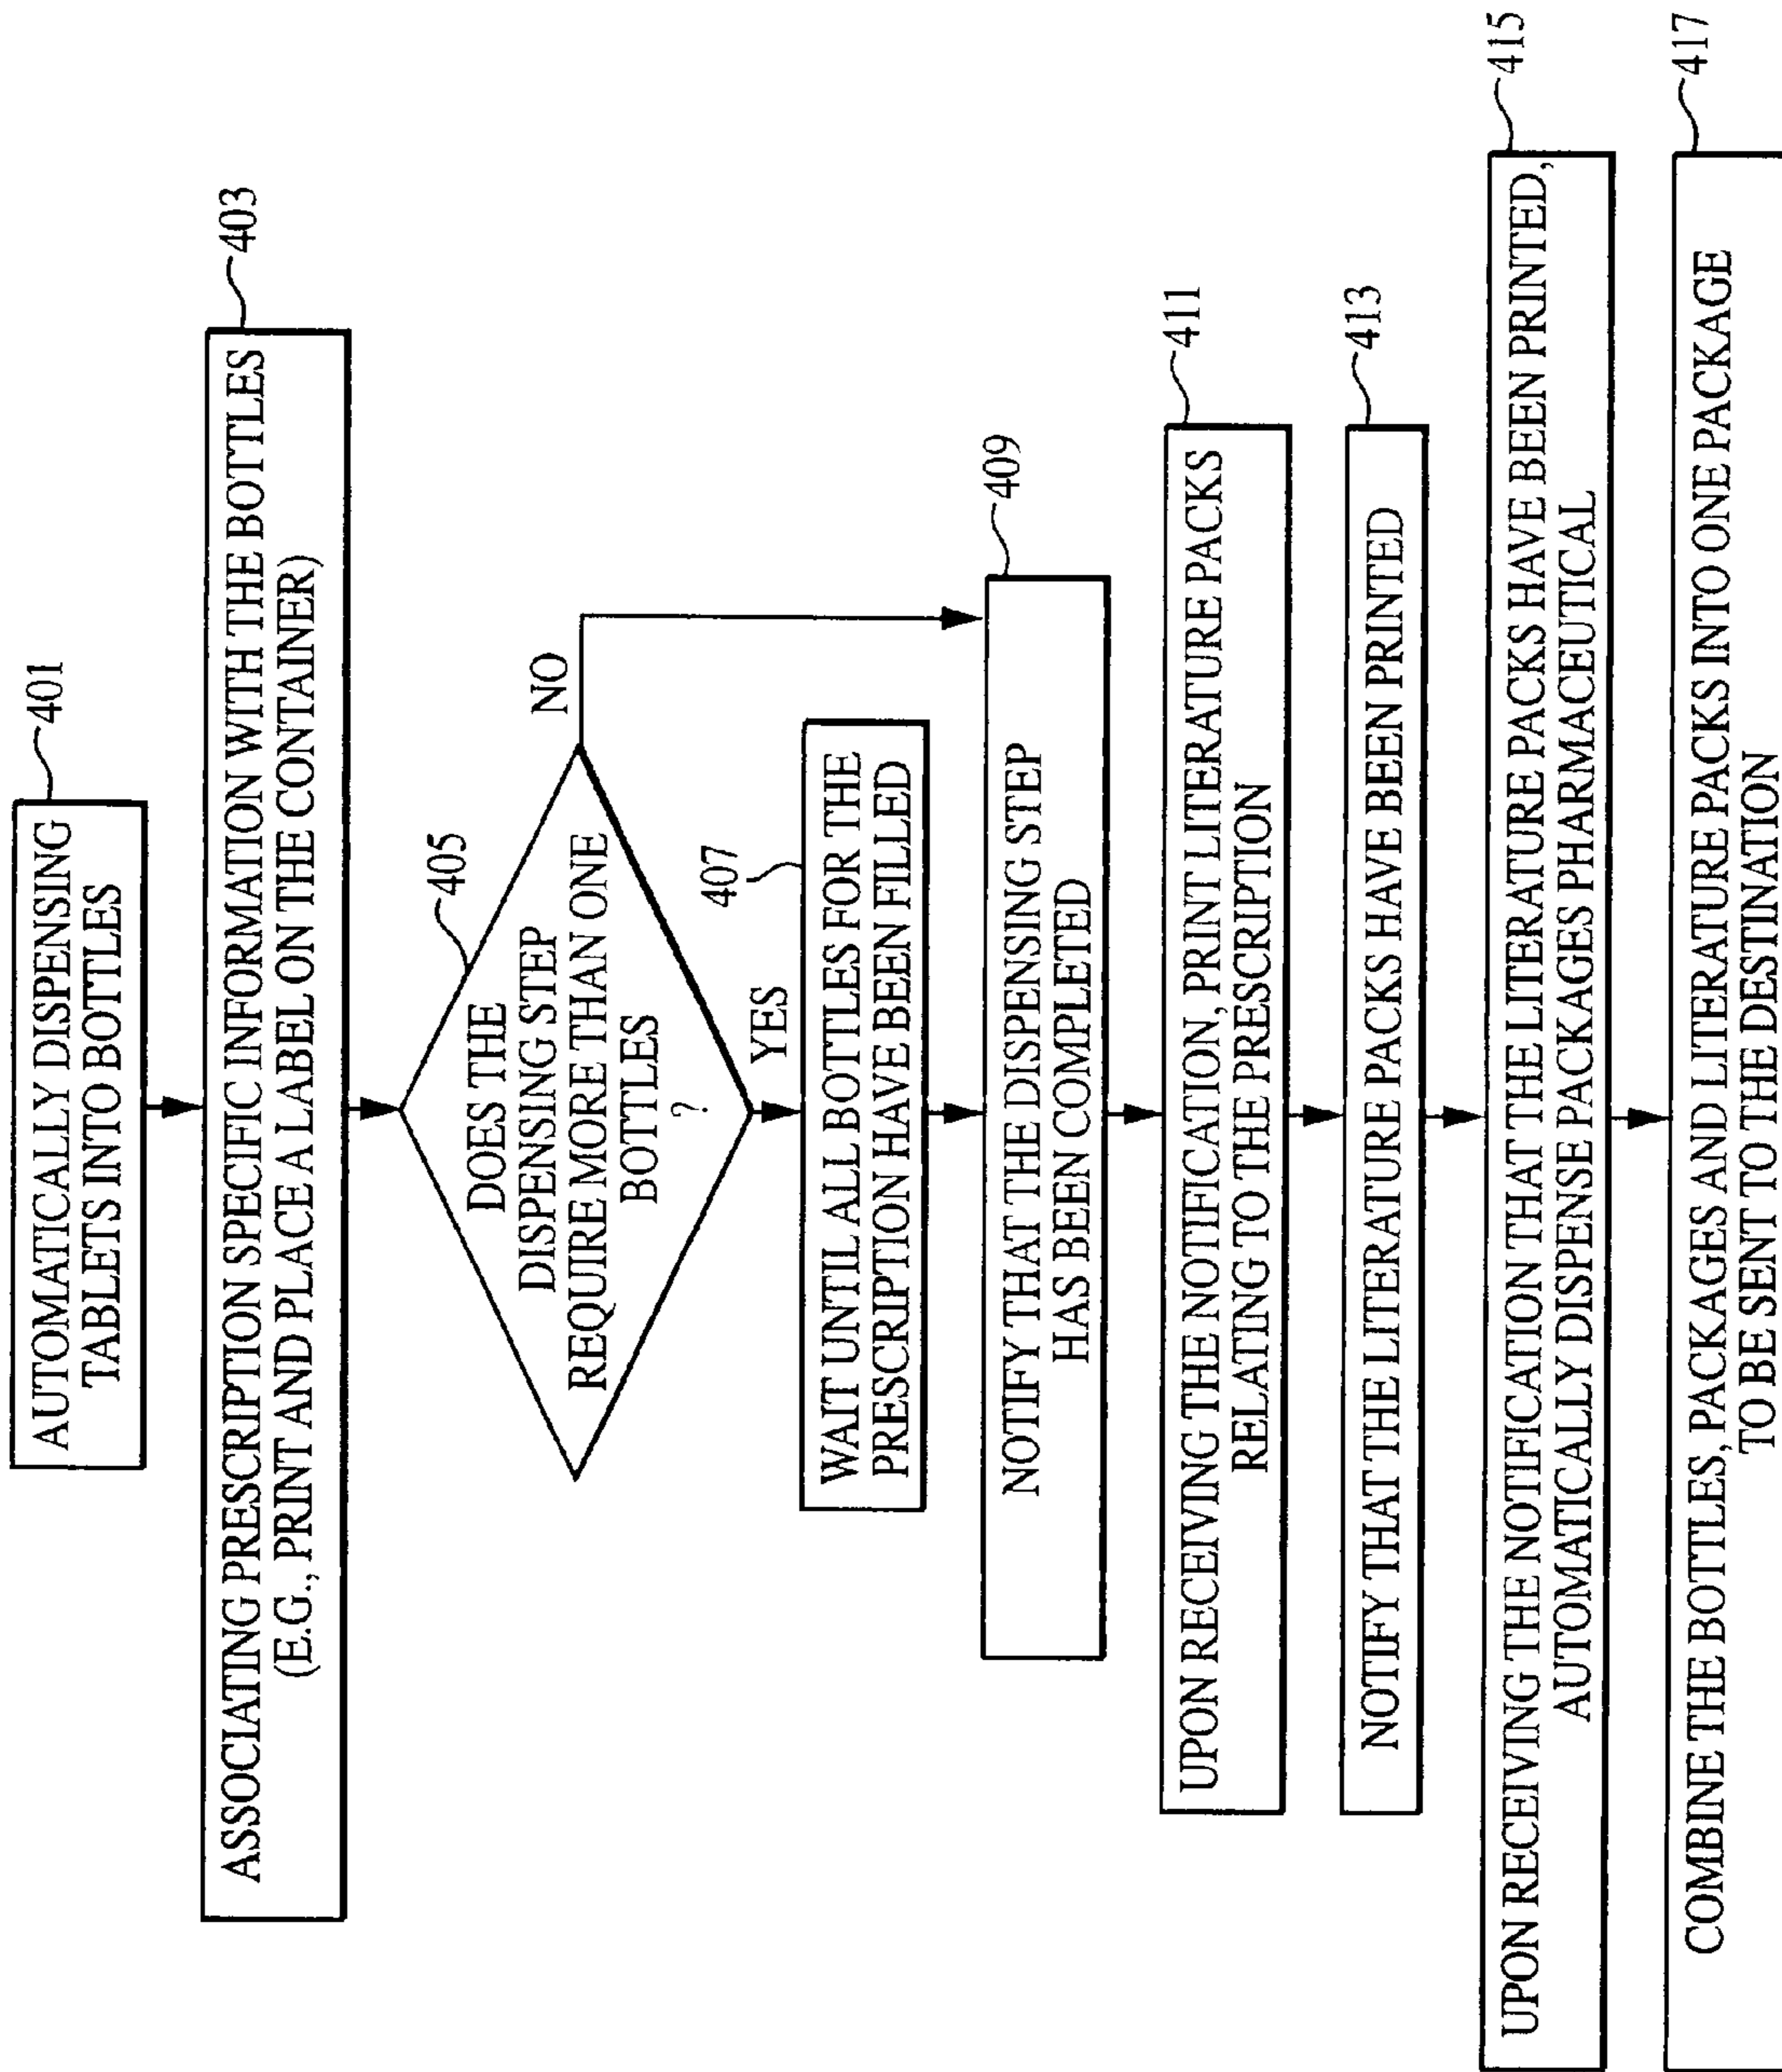 401
AUTOMATICALLY DISPENSING
TABLETS INTO BOTTLES
403
ASSOCIATING PRESCRIPTION SPECIFIC INFORMATION WITH THE BOTTLES
(E.G., PRINT AND PLACE A LABEL ON THE CONTAINER)
405
DOES THE
DISPENSING STEP
REQUIRE MORE THAN ONE
BOTTLES
?
NO
YES
407
WAIT UNTIL ALL BOTTLES FOR THE
PRESCRIPTION HAVE BEEN FILLED
409
NOTIFY THAT THE DISPENSING STEP
HAS BEEN COMPLETED
411
UPON RECEIVING THE NOTIFICATION, PRINT LITERATURE PACKS
RELATING TO THE PRESCRIPTION
413
NOTIFY THAT THE LITERATURE PACKS HAVE BEEN PRINTED
415
UPON RECEIVING THE NOTIFICATION THAT THE LITERATURE PACKS HAVE BEEN PRINTED,
AUTOMATICALLY DISPENSE PACKAGES PHARMACEUTICAL
417
COMBINE THE BOTTLES, PACKAGES AND LITERATURE PACKS INTO ONE PACKAGE
TO BE SENT TO THE DESTINATION